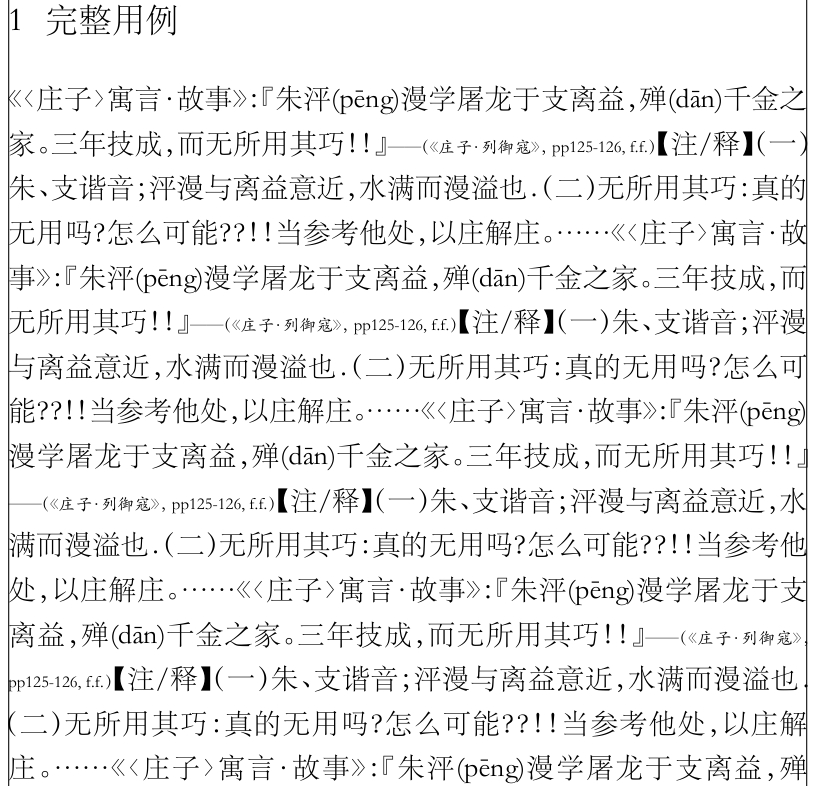 1 完整用例
《〈庄子〉寓言·故事》:『朱泙(pēng)漫学屠龙于支离益,殚(dān)千金之
家。三年技成,而无所用其巧!!』——(《庄子·列御寇》, pp125-126, f.f.)【注/释】(一)
朱、支谐音;泙漫与离益意近,水满而漫溢也.(二)无所用其巧:真的
无用吗?怎么可能??!!当参考他处,以庄解庄。……《〈庄子〉寓言·故
事》:『朱泙(pēng)漫学屠龙于支离益,殚(dān)千金之家。三年技成,而
无所用其巧!!』——(《庄子·列御寇》, pp125-126, f.f.)【注/释】(一)朱、支谐音;泙漫
与离益意近,水满而漫溢也.(二)无所用其巧:真的无用吗?怎么可
能??!!当参考他处,以庄解庄。……《〈庄子〉寓言·故事》:『朱泙(pēng)
漫学屠龙于支离益,殚(dān)千金之家。三年技成,而无所用其巧!!』
——(《庄子·列御寇》, pp125-126, f.f.)【注/释】(一)朱、支谐音;泙漫与离益意近,水
满而漫溢也.(二)无所用其巧:真的无用吗?怎么可能??!!当参考他
处,以庄解庄。……《〈庄子〉寓言·故事》:『朱泙(pēng)漫学屠龙于支
离益,殚(dān)千金之家。三年技成,而无所用其巧!!』——(《庄子·列御寇》,
pp125-126, f.f.)【注/释】(一)朱、支谐音;泙漫与离益意近,水满而漫溢也.
(二)无所用其巧:真的无用吗?怎么可能??!!当参考他处,以庄解
庄。……《〈庄子〉寓言·故事》:『朱泙(pēng)漫学屠龙于支离益,殚